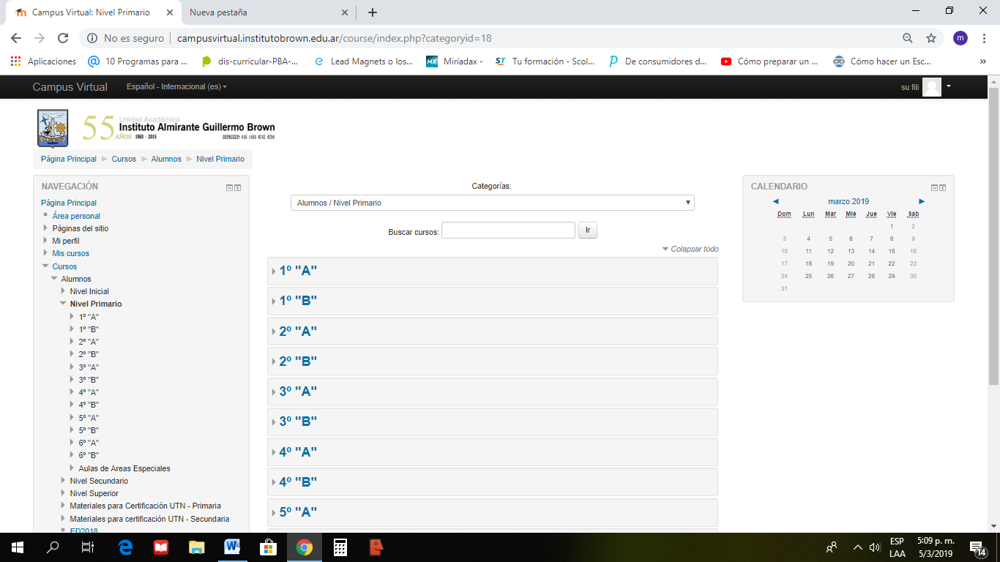 Campus Virtual: Nivel Primario
Nueva pestaña
No es seguro
campusvirtual.institutobrown.edu.ar/course/index.php?categoryid=18
m
Aplicaciones
10 Programas para ...
dis-curricular-PBA-...
Lead Magnets o los...
MX
Miríadax -
ST
Tu formación - Scol...
De consumidores d...
Cómo preparar un ...
Cómo hacer un Esc...
»
Campus Virtual
Español - Internacional (es)
su fili
55
AÑOS
1960 - 2015
Unidad Académica
Instituto Almirante Guillermo Brown
DIPREGEP: 416 1490 4743 4794
Página Principal
Cursos
Alumnos
Nivel Primario
NAVEGACIÓN
Página Principal
Área personal
Páginas del sitio
Mi perfil
Mis cursos
Cursos
Alumnos
Nivel Inicial
Nivel Primario
1º "A"
1º "B"
2º "A"
2º "B"
3º "A"
3º "B"
4º "A"
4º "B"
5º "A"
5º "B"
6º "A"
6º "B"
Aulas de Areas Especiales
Nivel Secundario
Nivel Superior
Materiales para Certificación UTN - Primaria
Materiales para certificación UTN - Secundaria
ED2018
Categorías:
Alumnos / Nivel Primario
Buscar cursos:
Ir
Colapsar todo
1º "A"
1º "B"
2º "A"
2º "B"
3º "A"
3º "B"
4º "A"
4º "B"
5º "A"
CALENDARIO
marzo 2019
Dom Lun Mar Mié Jue Vie Sáb
1 2
3 4 5 6 7 8 9
10 11 12 13 14 15 16
17 18 19 20 21 22 23
24 25 26 27 28 29 30
31
ESP
LAA
5:09 p. m.
5/3/2019
14